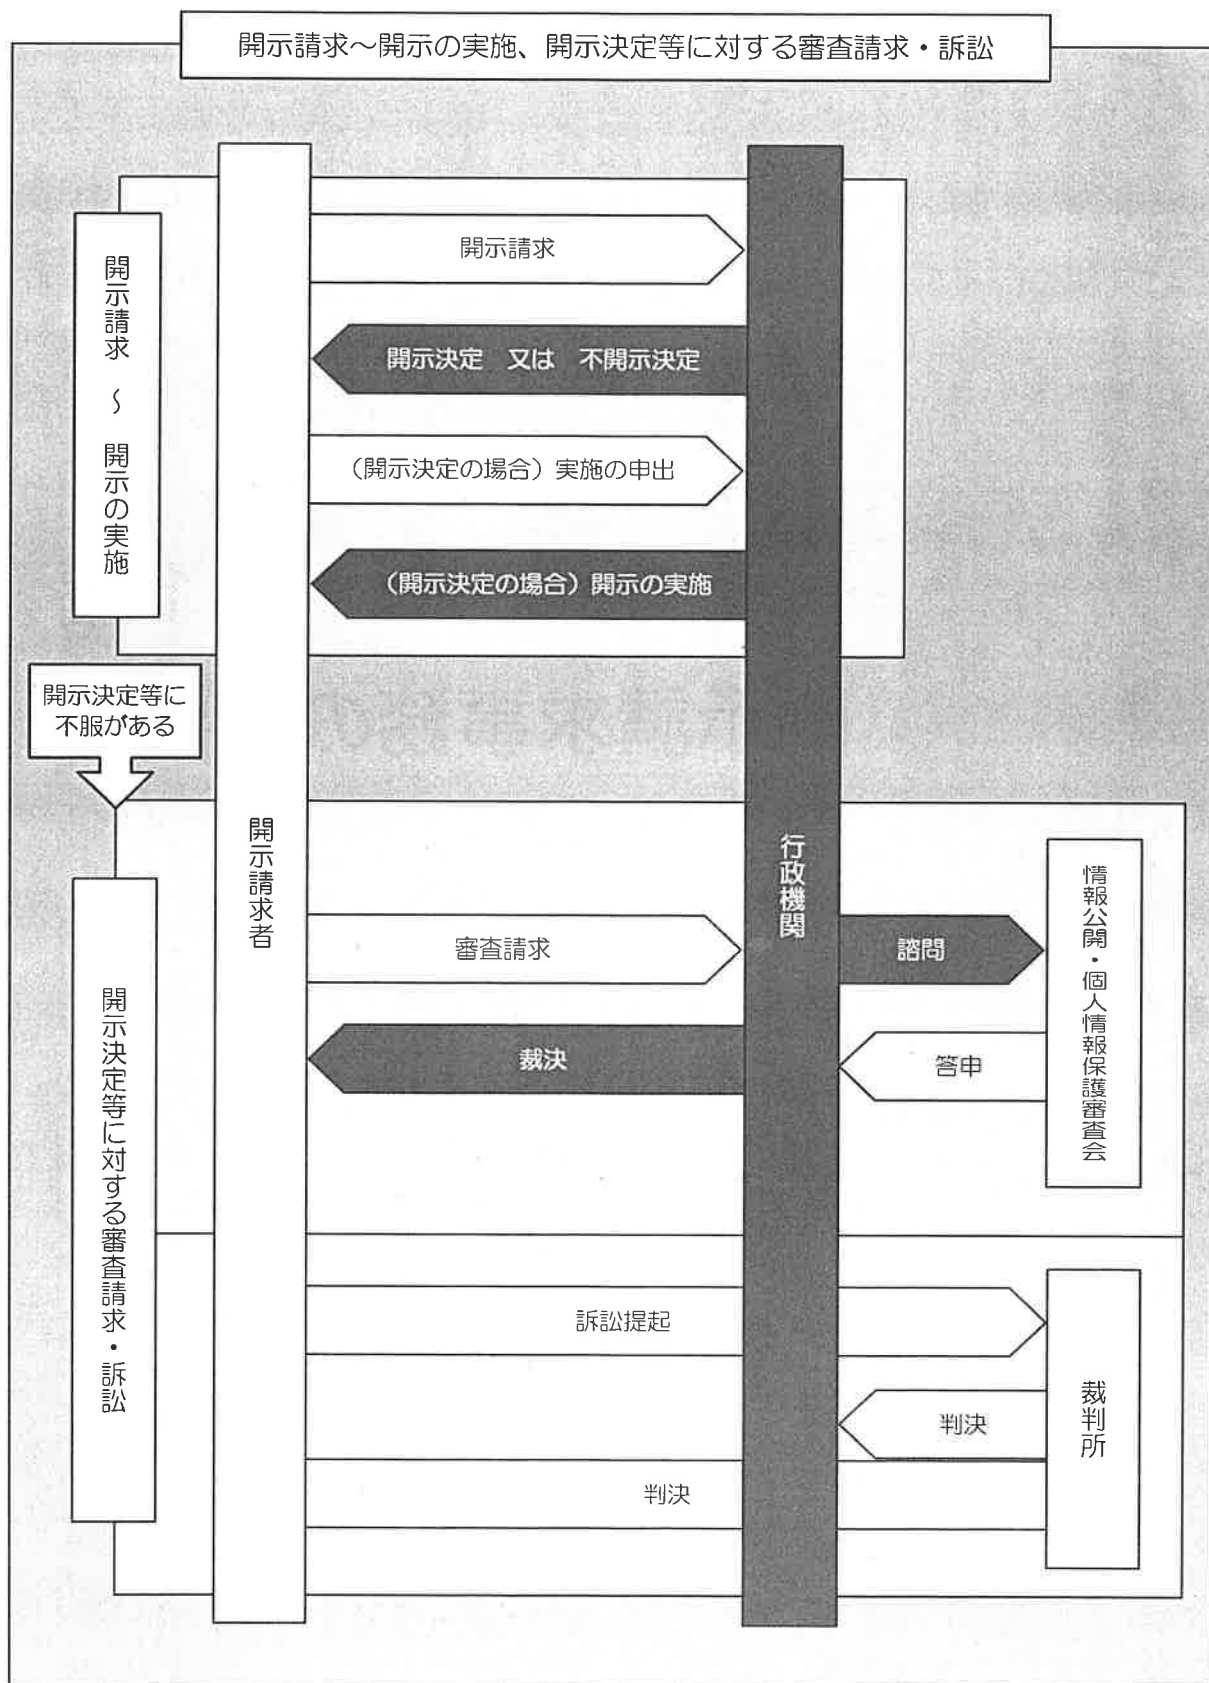 開示請求～開示の実施、開示決定等に対する審査請求・訴訟
開示請求 ～ 開示の実施
開示請求
開示決定 又は 不開示決定
（開示決定の場合）実施の申出
（開示決定の場合）開示の実施
開示決定等に
不服がある
開示請求者
行政機関
開示決定等に対する審査請求・訴訟
審査請求
諮問
裁決
答申
情報公開・個人情報保護審査会
訴訟提起
判決
判決
裁判所